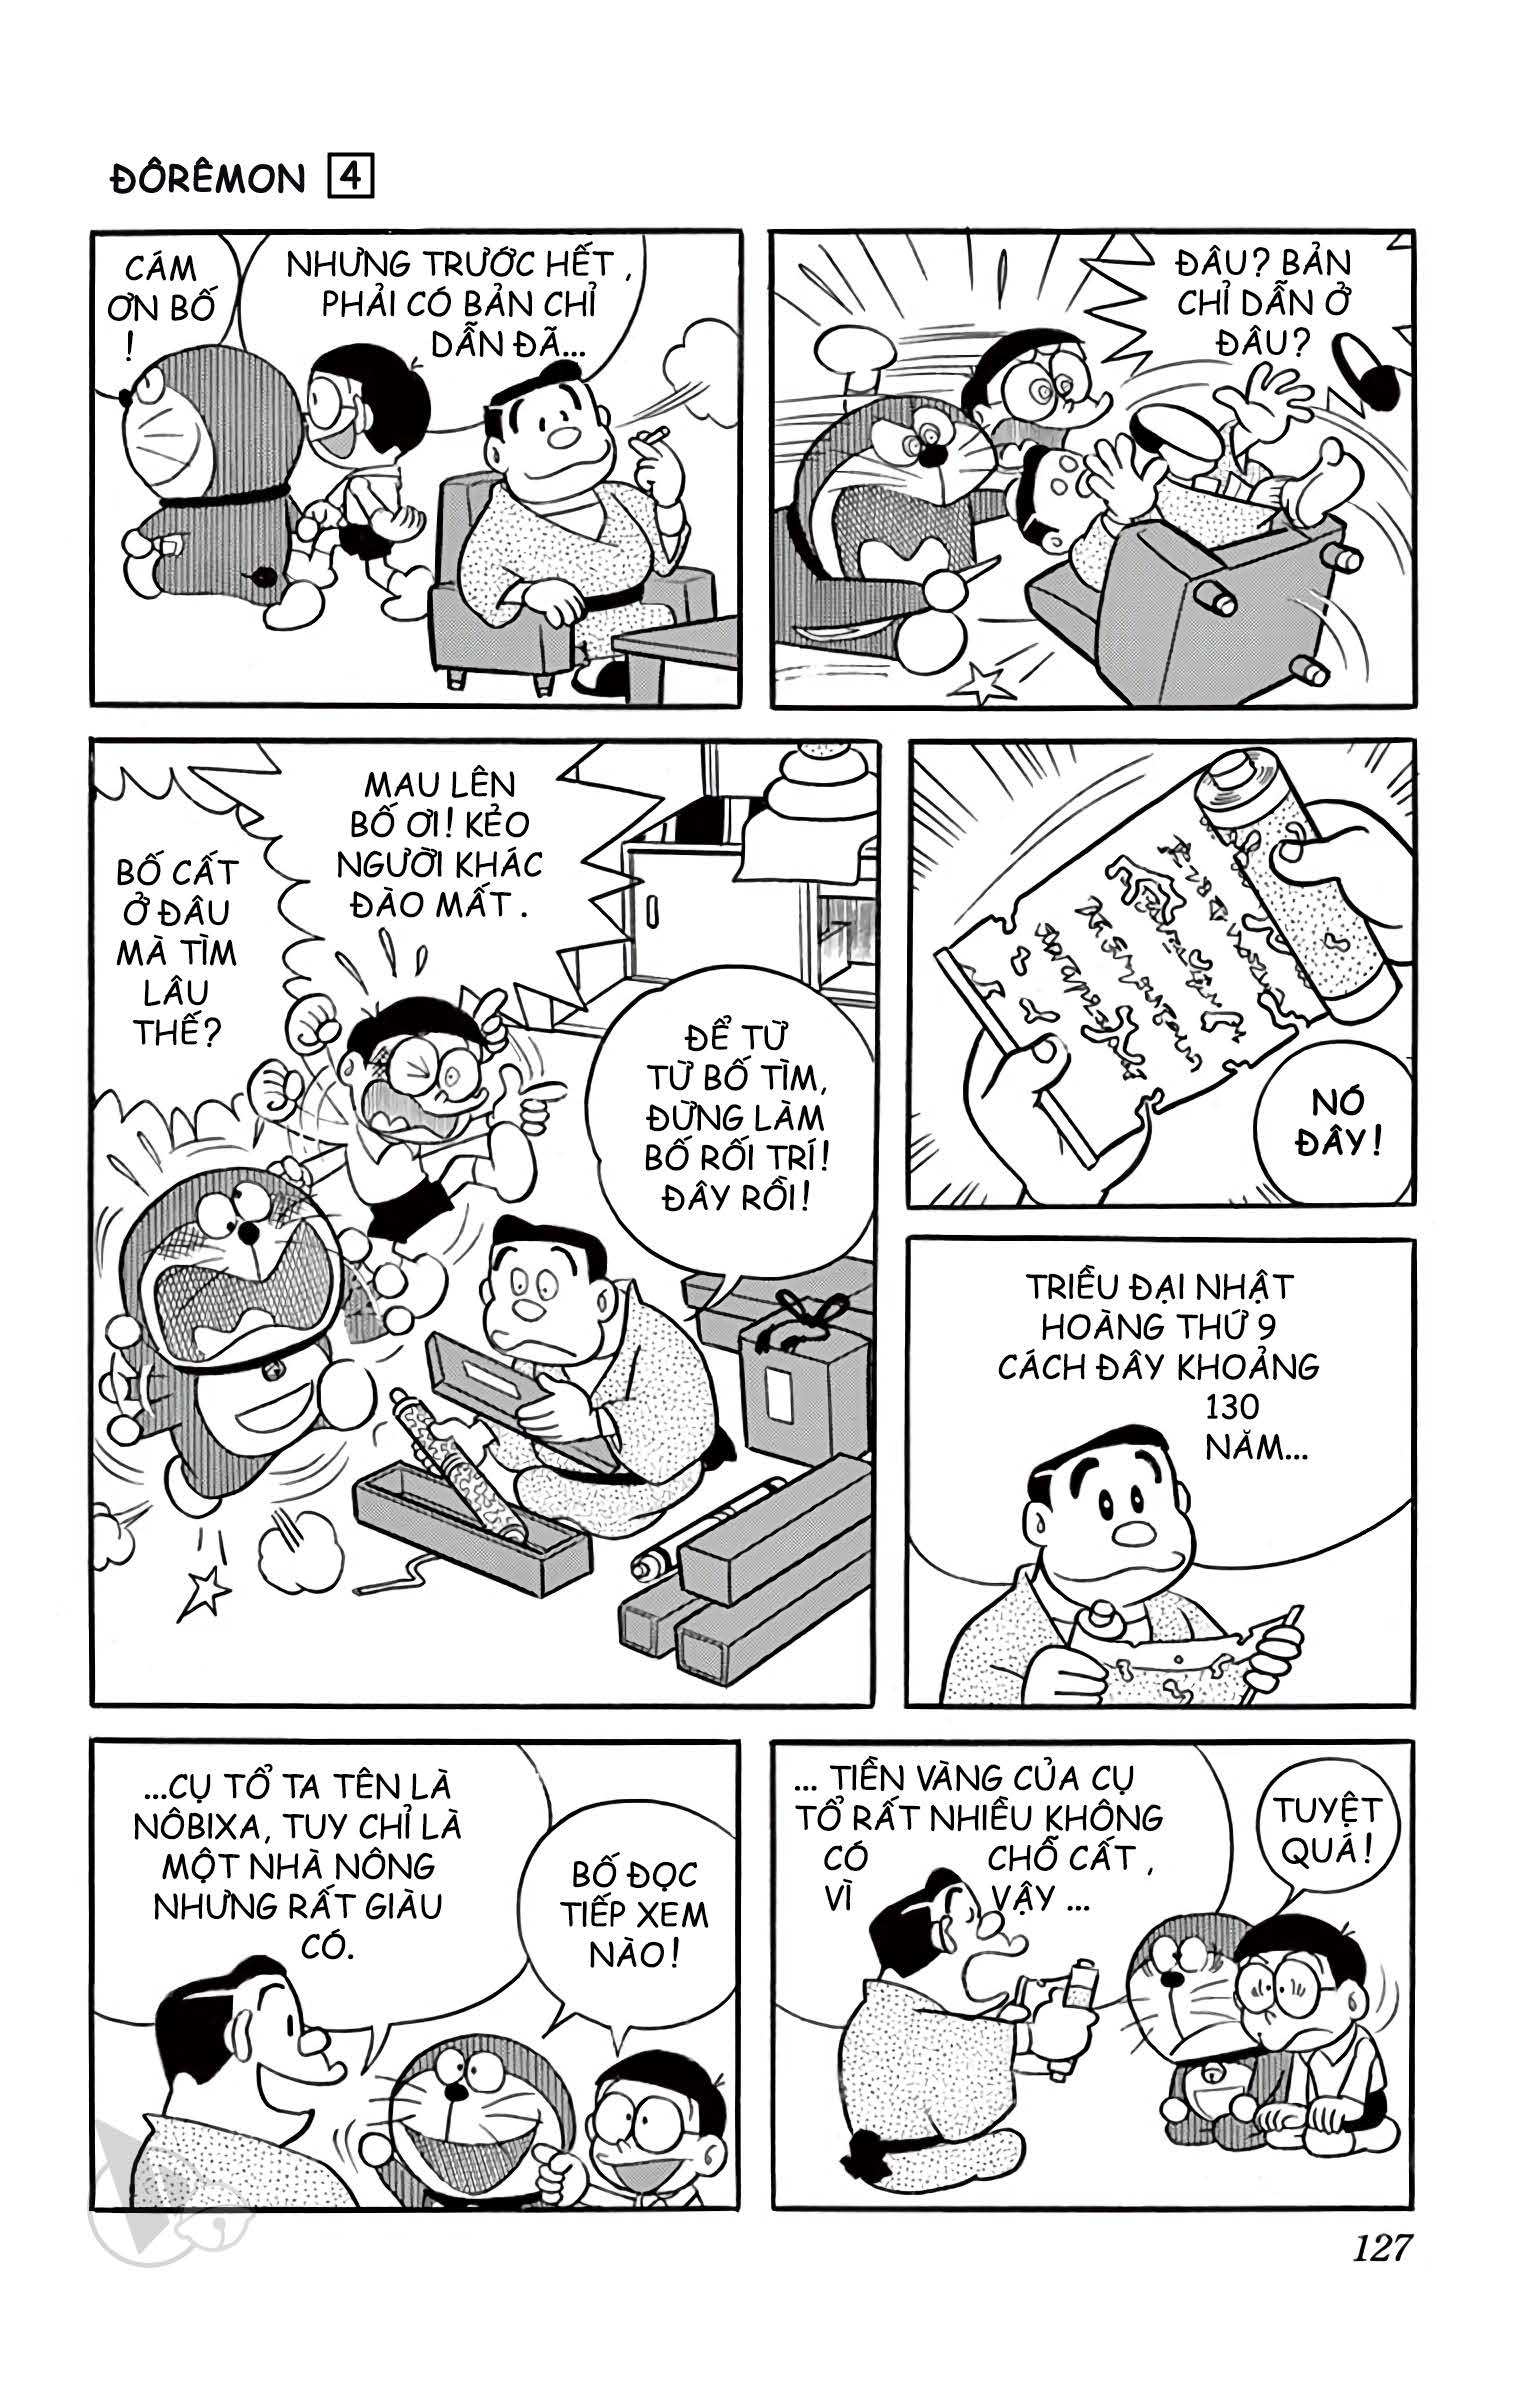 ĐÔRÊMON 4
CÁM
ƠN BỐ
!
NHƯNG TRƯỚC HẾT,
PHẢI CÓ BẢN CHỈ
DẪN ĐÃ...
ĐÂU? BẢN
CHỈ DẪN Ở
ĐÂU?
BỐ CẤT
Ở ĐÂU
MÀ TÌM
LÂU
THẾ?
MAU LÊN
BỐ ƠI! KẺO
NGƯỜI KHÁC
ĐÀO MẤT.
ĐỂ TỪ
TỪ BỐ TÌM,
ĐỪNG LÀM
BỐ RỐI TRÍ!
ĐÂY RỒI!
NÓ
ĐÂY!
TRIỀU ĐẠI NHẬT
HOÀNG THỨ 9
CÁCH ĐÂY KHOẢNG
130
NĂM...
...CỤ TỔ TA TÊN LÀ
NÔBIXA, TUY CHỈ LÀ
MỘT NHÀ NÔNG
NHƯNG RẤT GIÀU
CÓ.
BỐ ĐỌC
TIẾP XEM
NÀO!
... TIỀN VÀNG CỦA CỤ
TỔ RẤT NHIỀU KHÔNG
CÓ CHỖ CẤT,
VÌ VẬY ...
TUYỆT
QUÁ!
127